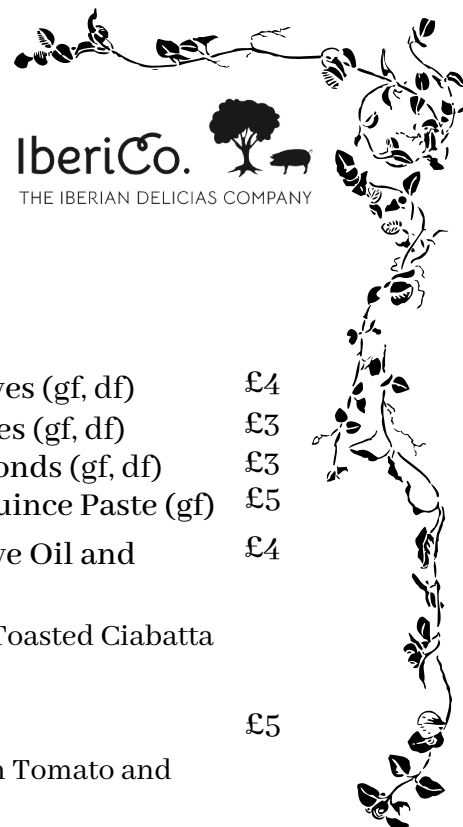 IberiCo.
THE IBERIAN DELICIAS COMPANY
ves (gf, df) £4
es (gf, df) £3
onds (gf, df) £3
uince Paste (gf) £5
ve Oil and £4
Toasted Ciabatta
£5
n Tomato and